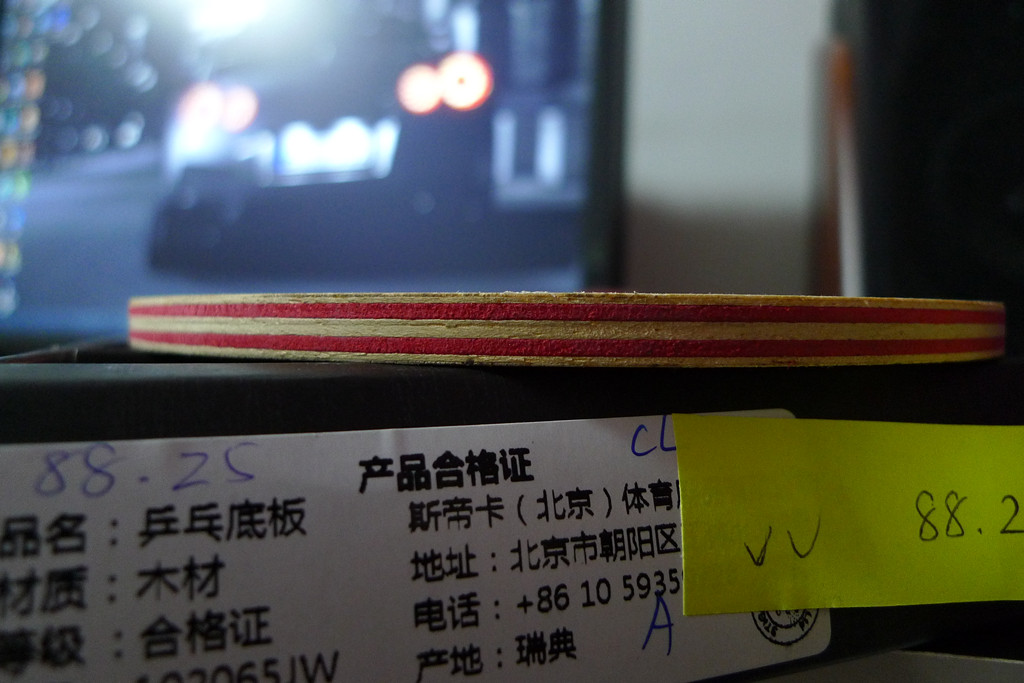 88.25
品名：乒乓底板
材质：木材
等级：合格证
102065JW
产品合格证
CL
斯帝卡（北京）体育
地址：北京市朝阳区
电话：+86 10 5935
A
产地：瑞典
VV
88.2